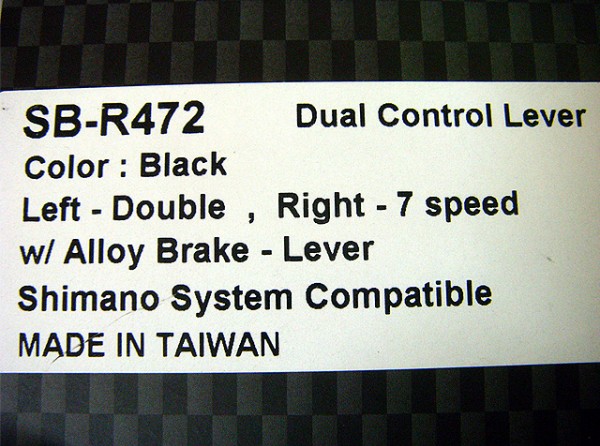 SB-R472 Dual Control Lever
Color : Black
Left - Double , Right - 7 speed
w/ Alloy Brake - Lever
Shimano System Compatible
MADE IN TAIWAN